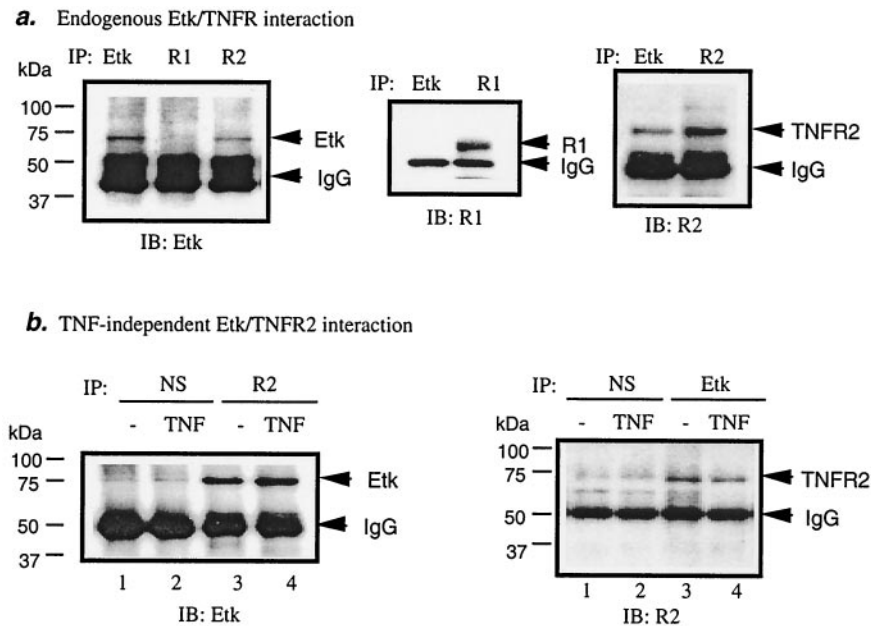 a. Endogenous Etk/TNFR interaction
IP: Etk R1 R2
kDa
100
75
50
37
Etk
IgG
IB: Etk
IP: Etk R1
R1
IgG
IB: R1
IP: Etk R2
TNFR2
IgG
IB: R2
b. TNF-independent Etk/TNFR2 interaction
IP: NS R2
- TNF - TNF
kDa
100
75
50
37
Etk
IgG
1 2 3 4
IB: Etk
IP: NS Etk
- TNF - TNF
kDa
100
75
50
37
TNFR2
IgG
1 2 3 4
IB: R2